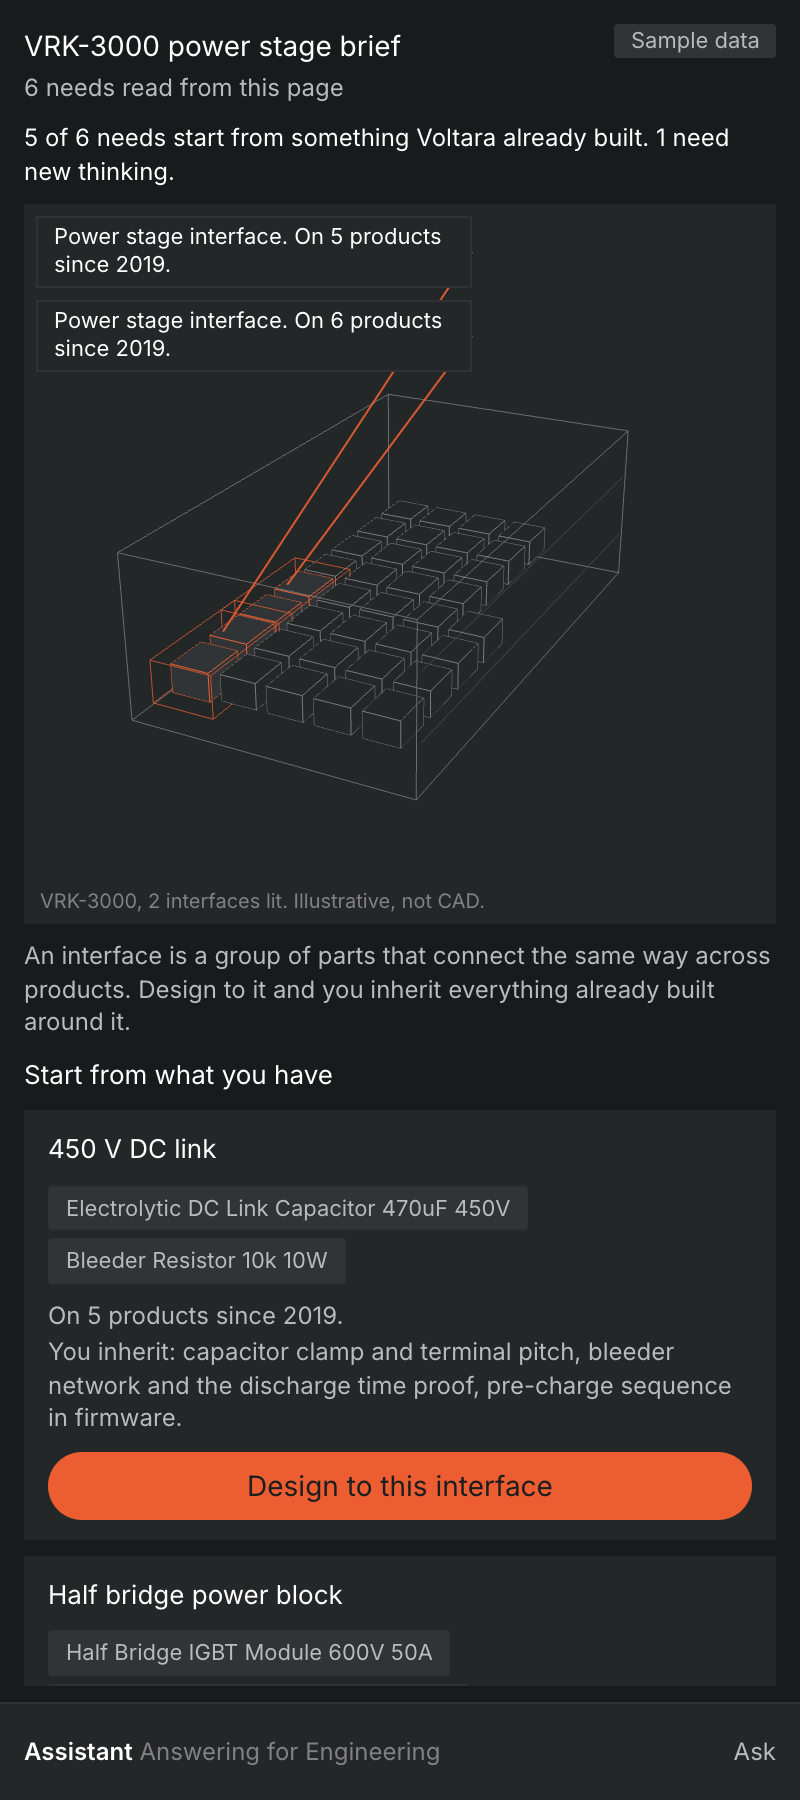 VRK-3000 power stage brief
Sample data
6 needs read from this page
5 of 6 needs start from something Voltara already built. 1 need
new thinking.
Power stage interface. On 5 products
since 2019.
Power stage interface. On 6 products
since 2019.
VRK-3000, 2 interfaces lit. Illustrative, not CAD.
An interface is a group of parts that connect the same way across
products. Design to it and you inherit everything already built
around it.
Start from what you have
450 V DC link
Electrolytic DC Link Capacitor 470uF 450V
Bleeder Resistor 10k 10W
On 5 products since 2019.
You inherit: capacitor clamp and terminal pitch, bleeder
network and the discharge time proof, pre-charge sequence
in firmware.
Design to this interface
Half bridge power block
Half Bridge IGBT Module 600V 50A
Assistant Answering for Engineering
Ask